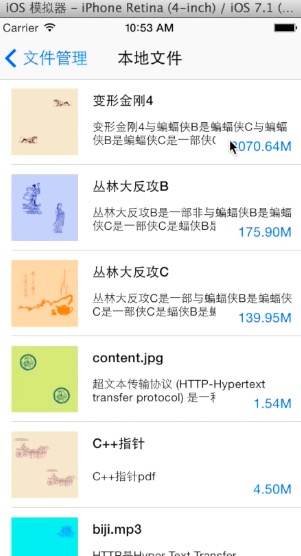 iOS 模拟器 – iPhone Retina (4-inch) / iOS 7.1 (...
Carrier 10:53 AM
文件管理 本地文件
变形金刚4
变形金刚4与蝙蝠侠B是蝙蝠侠C与蝙蝠
侠B是蝙蝠侠C是一部侠
070.64M
丛林大反攻B
丛林大反攻B是一部非与蝙蝠侠B是蝙蝠
侠C是一部侠C是蝠侠B是
175.90M
丛林大反攻C
丛林大反攻C是一部与蝙蝠侠B是蝙蝠侠
C是一部侠C是蝠侠B是
139.95M
content.jpg
超文本传输协议 (HTTP-Hypertext
transfer protocol) 是一
1.54M
C++指针
C++指针pdf
4.50M
biji.mp3
HTTP是Hyper Text Transfer